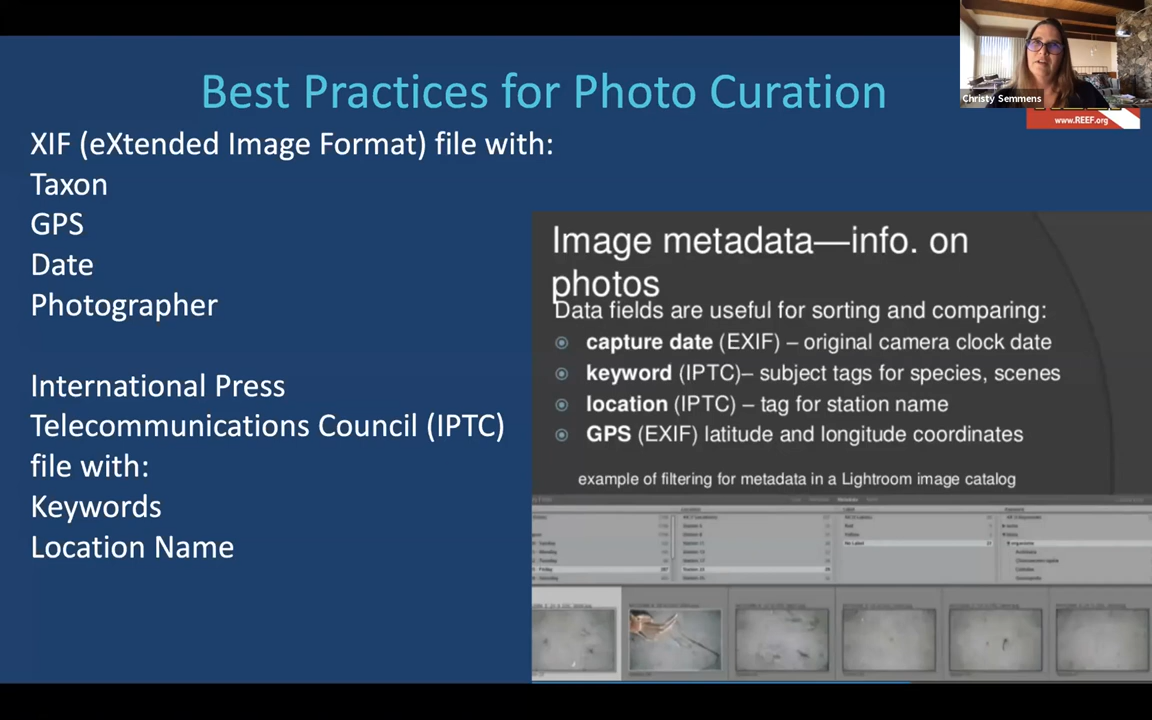 Best Practices for Photo Curation
Christy Semmens
www.REEF.org
XIF (eXtended Image Format) file with:
Taxon
GPS
Date
Photographer
International Press
Telecommunications Council (IPTC)
file with:
Keywords
Location Name
Image metadata—info. on
photos
Data fields are useful for sorting and comparing:
capture date (EXIF) – original camera clock date
keyword (IPTC)– subject tags for species, scenes
location (IPTC) – tag for station name
GPS (EXIF) latitude and longitude coordinates
example of filtering for metadata in a Lightroom image catalog